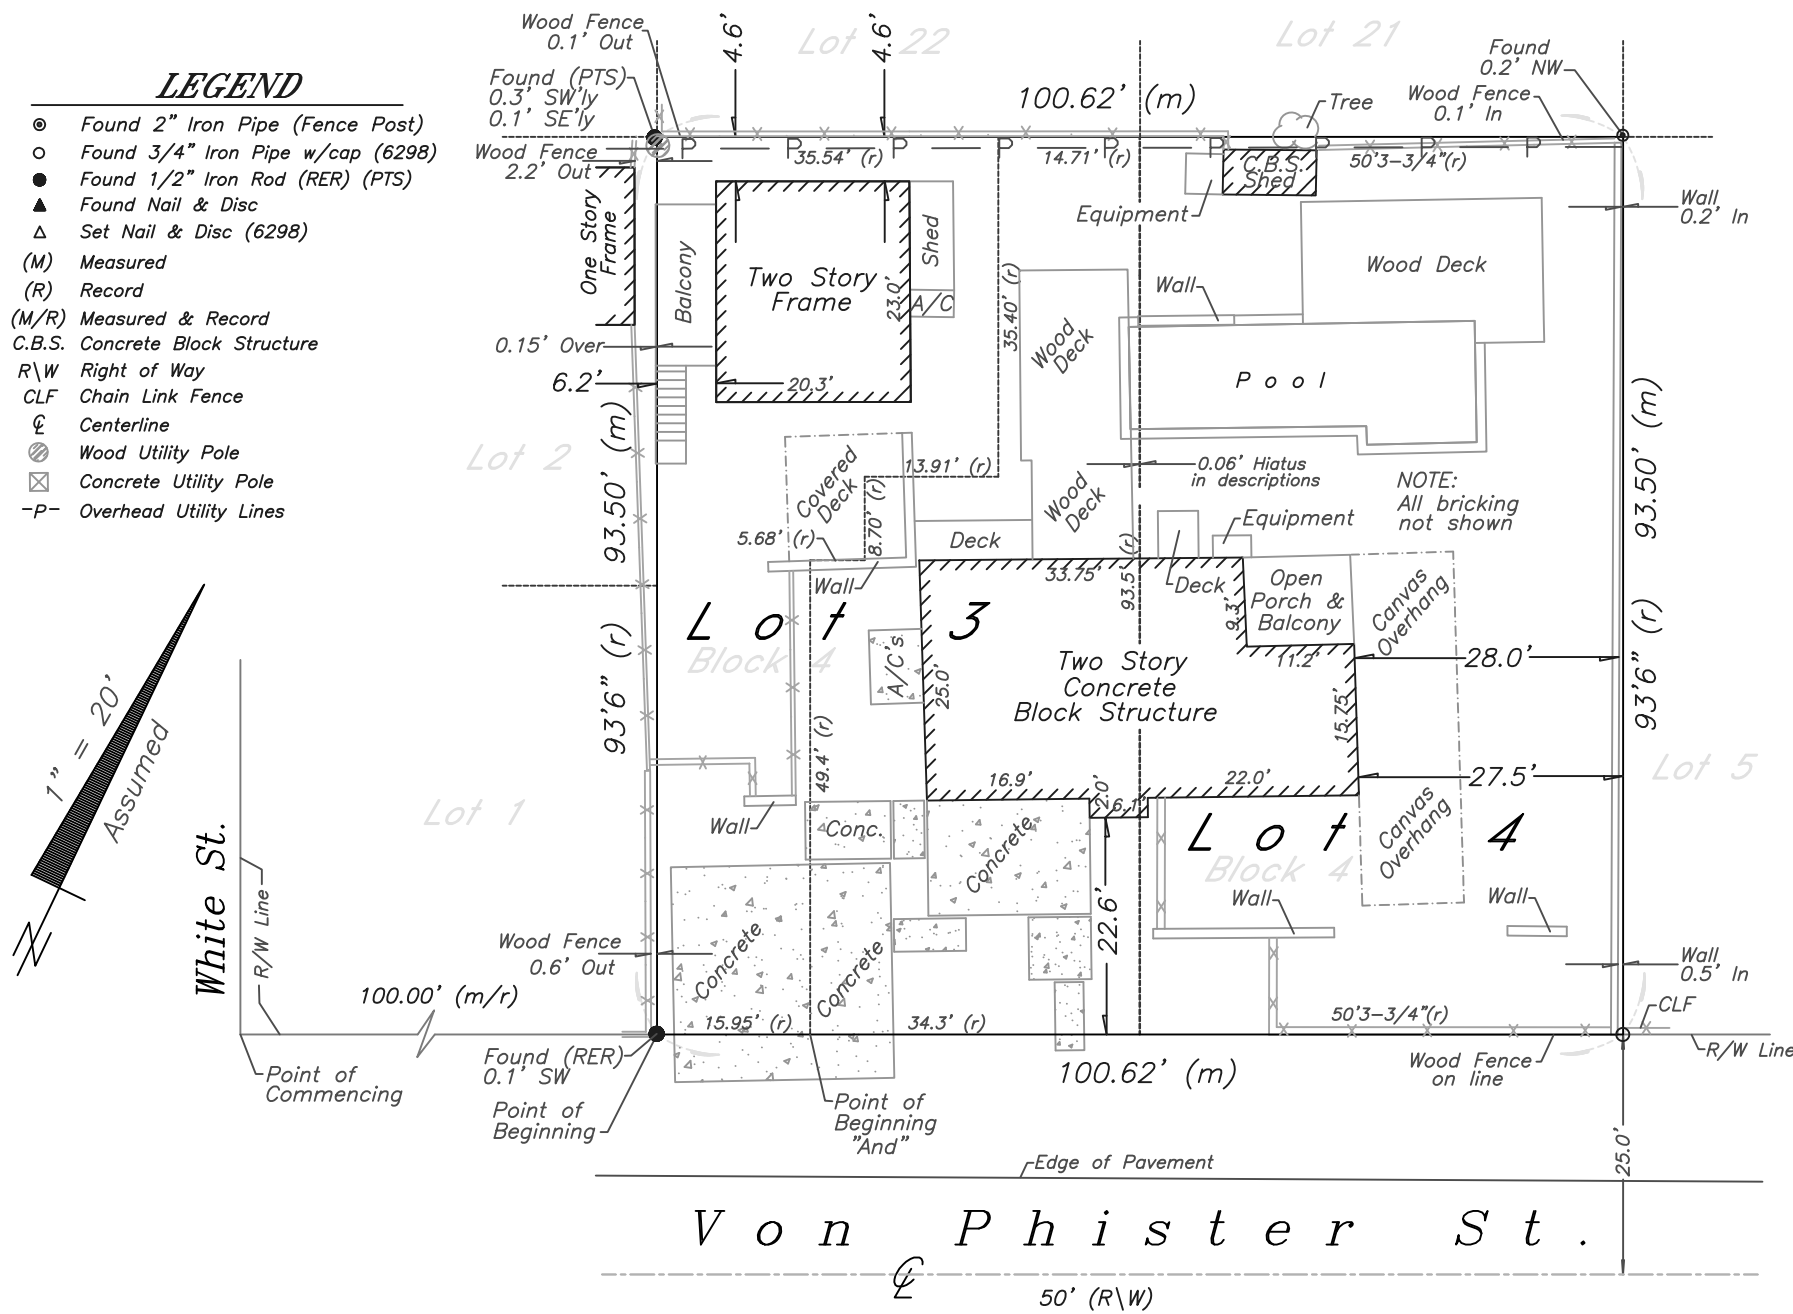 LEGEND
Found 2" Iron Pipe (Fence Post)
Found 3/4" Iron Pipe w/cap (6298)
Found 1/2" Iron Rod (RER) (PTS)
Found Nail & Disc
Set Nail & Disc (6298)
(M) Measured
(R) Record
(M/R) Measured & Record
C.B.S. Concrete Block Structure
R\W Right of Way
CLF Chain Link Fence
℄ Centerline
Wood Utility Pole
Concrete Utility Pole
-P- Overhead Utility Lines
Wood Fence
0.1' Out
4.6'
4.6'
Lot 22
Lot 21
Found
0.2' NW
Found (PTS)
0.3' SW'ly
0.1' SE'ly
100.62' (m)
Tree
Wood Fence
0.1' In
P P P P P P P P P
Wood Fence
2.2' Out
35.54' (r)
14.71' (r)
C.B.S.
Shed
50'3-3/4"(r)
Equipment
Wall
0.2' In
One Story
Frame
Balcony
Two Story
Frame
23.0'
Shed
A/C
35.40' (r)
Wood
Deck
Wall
Wood Deck
Pool
0.15' Over
6.2'
20.3'
93.50' (m)
93.50' (m)
Lot 2
Covered
Deck
13.91' (r)
8.70' (r)
5.68' (r)
Wall
Wood
Deck
0.06' Hiatus
in descriptions
NOTE:
All bricking
not shown
Deck
Equipment
33.75'
93.5' (r)
Deck
9.3'
Open
Porch &
Balcony
Canvas
Overhang
Lot 3
Block 4
A/C's.
25.0'
Two Story
Concrete
Block Structure
11.2'
28.0'
15.75'
93'6" (r)
93'6" (r)
1" = 20'
Assumed
N
49.4' (r)
16.9'
2.0'
6.1'
22.0'
27.5'
Lot 5
Lot 1
Wall
Conc.
Concrete
Lot 4
Block 4
Canvas
Overhang
White St.
R/W Line
Wood Fence
0.6' Out
Concrete
Concrete
22.6'
Wall
Wall
Wall
0.5' In
100.00' (m/r)
15.95' (r)
34.3' (r)
50'3-3/4"(r)
CLF
Found (RER)
0.1' SW
Point of
Commencing
Point of
Beginning
Point of
Beginning
"And"
100.62' (m)
Wood Fence
on line
R/W Line
25.0'
Edge of Pavement
Von Phister St.
℄
50' (R\W)